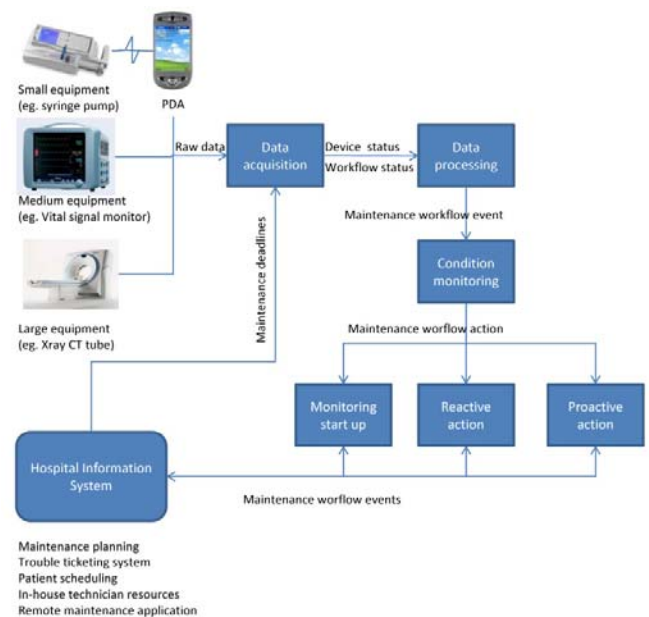 Small equipment
(eg. syringe pump)
PDA
Medium equipment
(eg. Vital signal monitor)
Large equipment
(eg. Xray CT tube)
Raw data
Data
acquisition
Device status
Workflow status
Data
processing
Maintenance workflow event
Condition
monitoring
Maintenance deadlines
Maintenance worflow action
Monitoring
start up
Reactive
action
Proactive
action
Hospital Information
System
Maintenance worflow events
Maintenance planning
Trouble ticketing system
Patient scheduling
In-house technician resources
Remote maintenance application